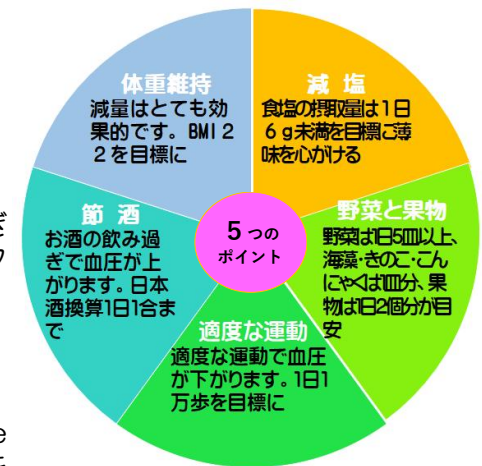 体重維持
減量はとても効
果的です。BMI2
2を目標に
減 塩
食塩の摂取量は1日
6g未満を目標に薄
味を心がける
野菜と果物
野菜は1日5皿以上、
海藻・きのこ・こん
にゃくは1皿分、果
物は1日2個分が目
安
適度な運動
適度な運動で血圧
が下がります。1日1
万歩を目標に
節 酒
お酒の飲み過
ぎで血圧が上
がります。日本
酒換算1日1合ま
で
5つの
ポイント